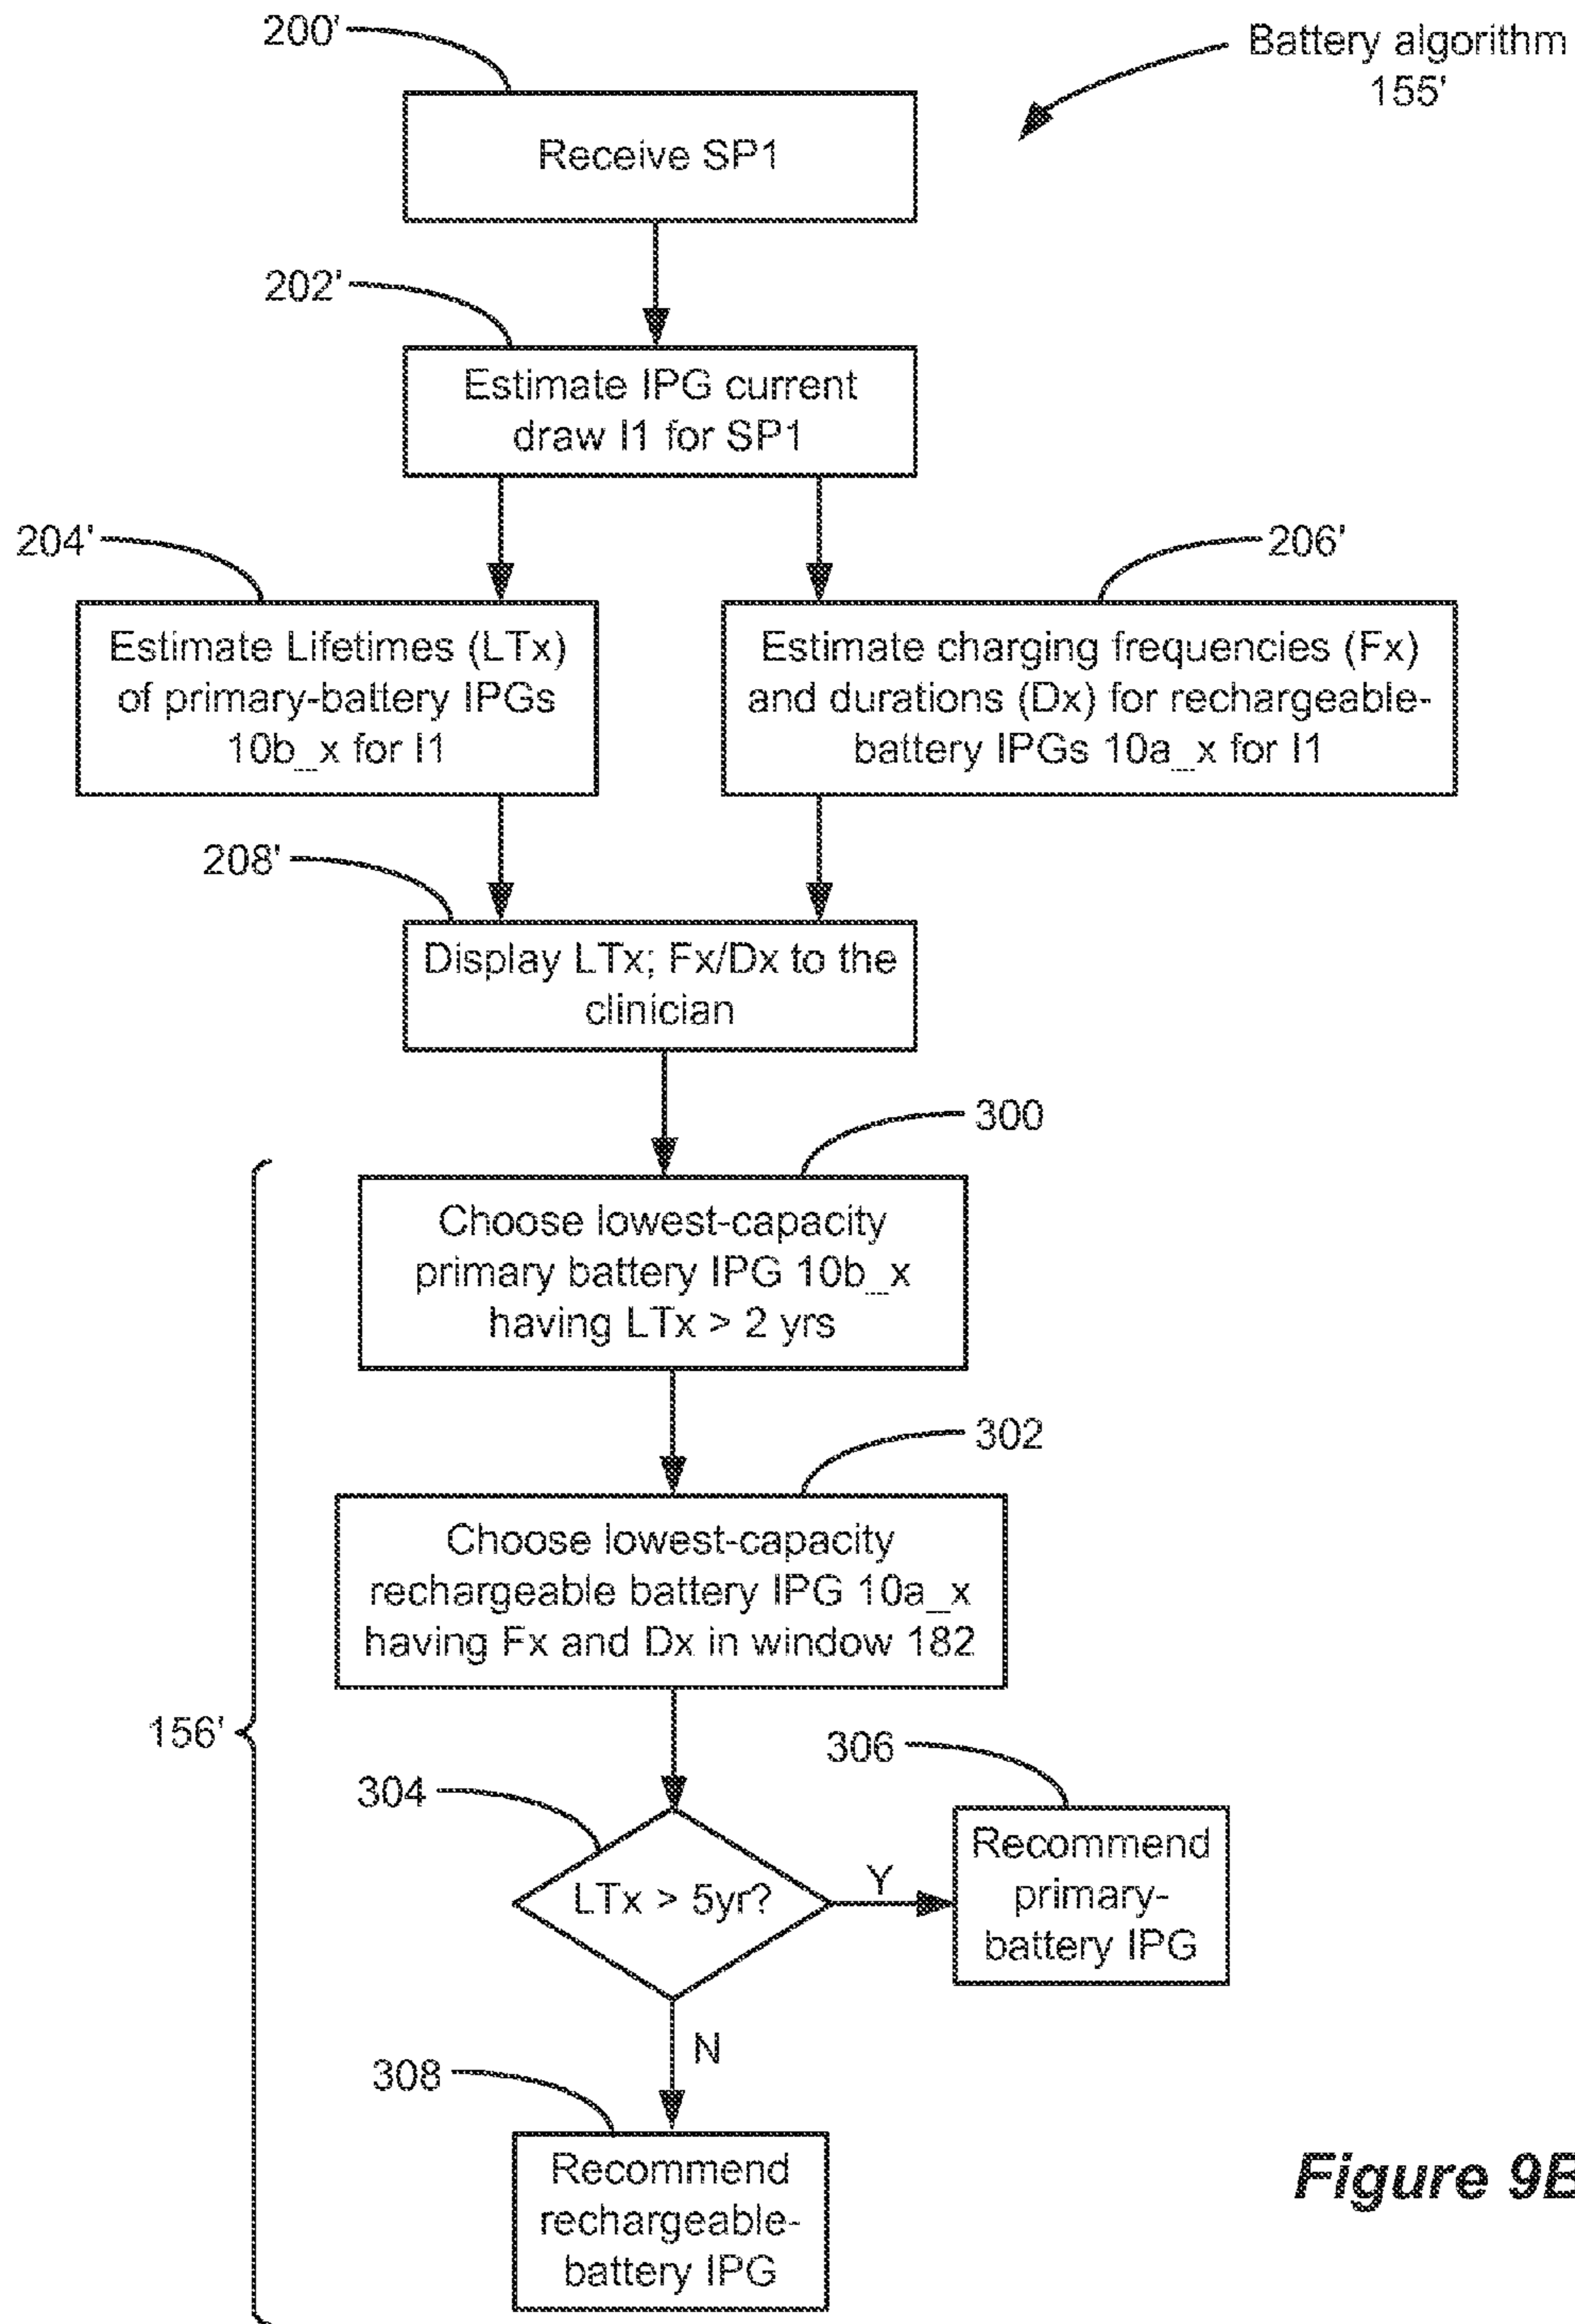 200'
Battery algorithm
155'
Receive SP1
202'
Estimate IPG current
draw I1 for SP1
204'
206'
Estimate Lifetimes (LTx)
of primary-battery IPGs
10b_x for I1
Estimate charging frequencies (Fx)
and durations (Dx) for rechargeable-
battery IPGs 10a_x for I1
208'
Display LTx; Fx/Dx to the
clinician
300
Choose lowest-capacity
primary battery IPG 10b_x
having LTx > 2 yrs
302
Choose lowest-capacity
rechargeable battery IPG 10a_x
having Fx and Dx in window 182
156'
306
304
LTx > 5yr?
Y
Recommend
primary-
battery IPG
N
308
Recommend
rechargeable-
battery IPG
Figure 9B